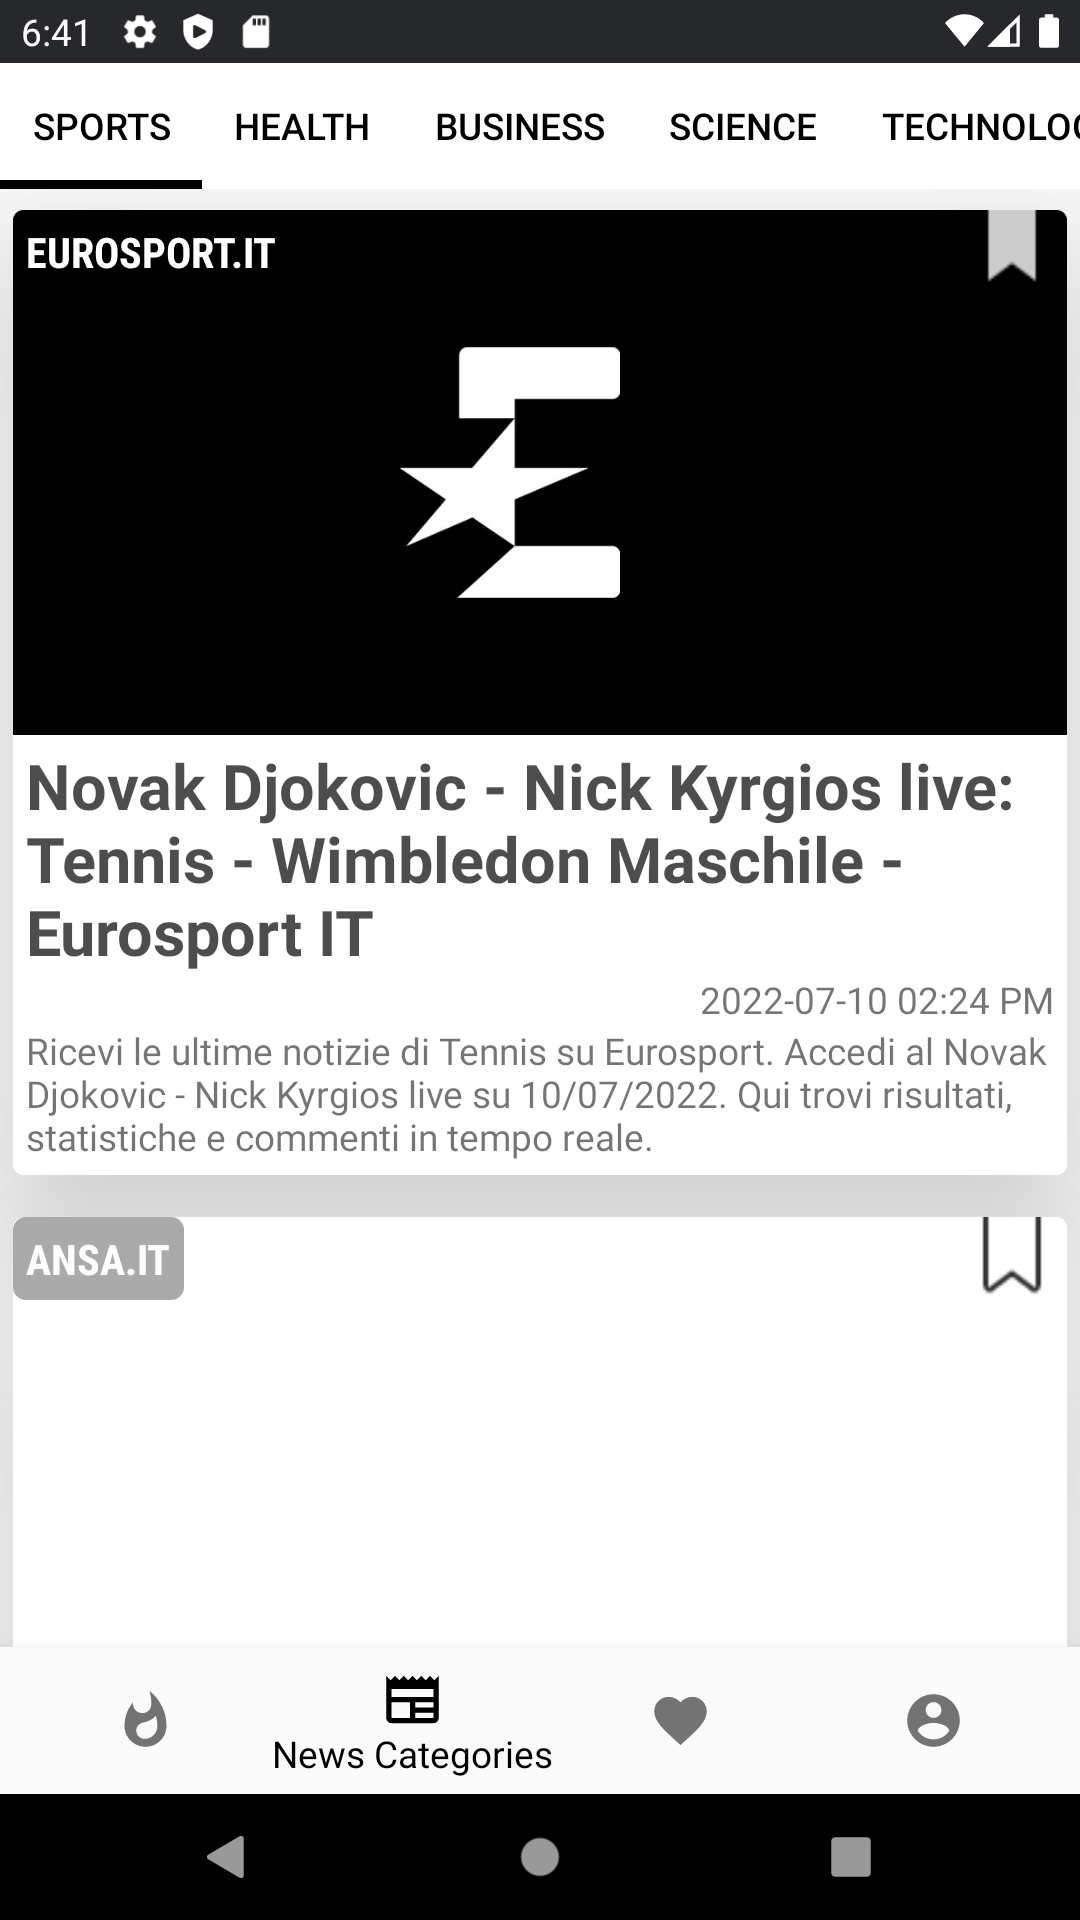 6:41
SPORTS HEALTH BUSINESS SCIENCE TECHNOLO
EUROSPORT.IT
Novak Djokovic - Nick Kyrgios live:
Tennis - Wimbledon Maschile -
Eurosport IT
2022-07-10 02:24 PM
Ricevi le ultime notizie di Tennis su Eurosport. Accedi al Novak
Djokovic - Nick Kyrgios live su 10/07/2022. Qui trovi risultati,
statistiche e commenti in tempo reale.
ANSA.IT
News Categories